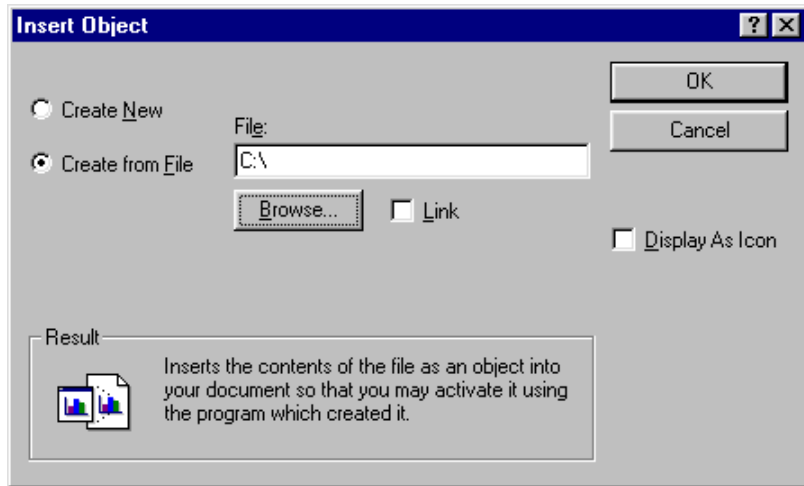 Insert Object
Create New
Create from File
File:
C:\
Browse...
Link
OK
Cancel
Display As Icon
Result
Inserts the contents of the file as an object into
your document so that you may activate it using
the program which created it.